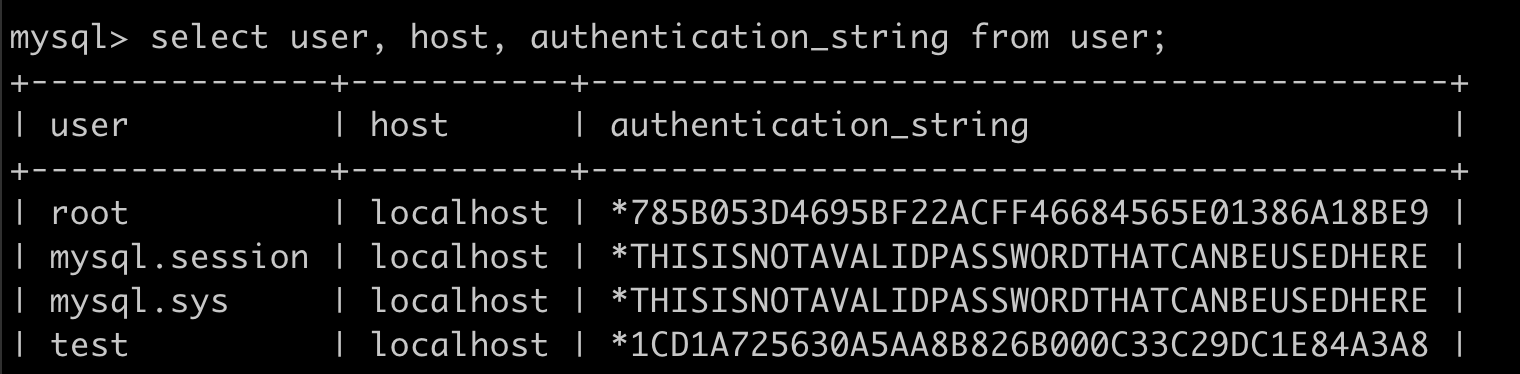 mysql> select user, host, authentication_string from user;
+---------------+-----------+-------------------------------------------+
| user          | host      | authentication_string                     |
+---------------+-----------+-------------------------------------------+
| root          | localhost | *785B053D4695BF22ACFF46684565E01386A18BE9 |
| mysql.session | localhost | *THISISNOTAVALIDPASSWORDTHATCANBEUSEDHERE |
| mysql.sys     | localhost | *THISISNOTAVALIDPASSWORDTHATCANBEUSEDHERE |
| test          | localhost | *1CD1A725630A5AA8B826B000C33C29DC1E84A3A8 |